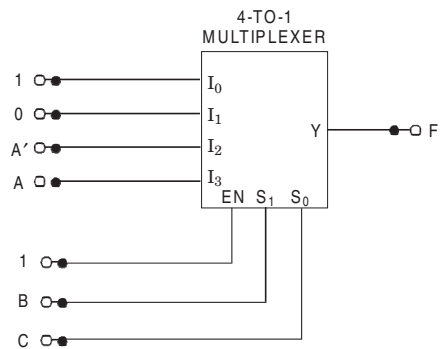 4-TO-1
MULTIPLEXER
1 I₀
0 I₁
A′ I₂
Y F
A I₃
EN S₁ S₀
1
B
C